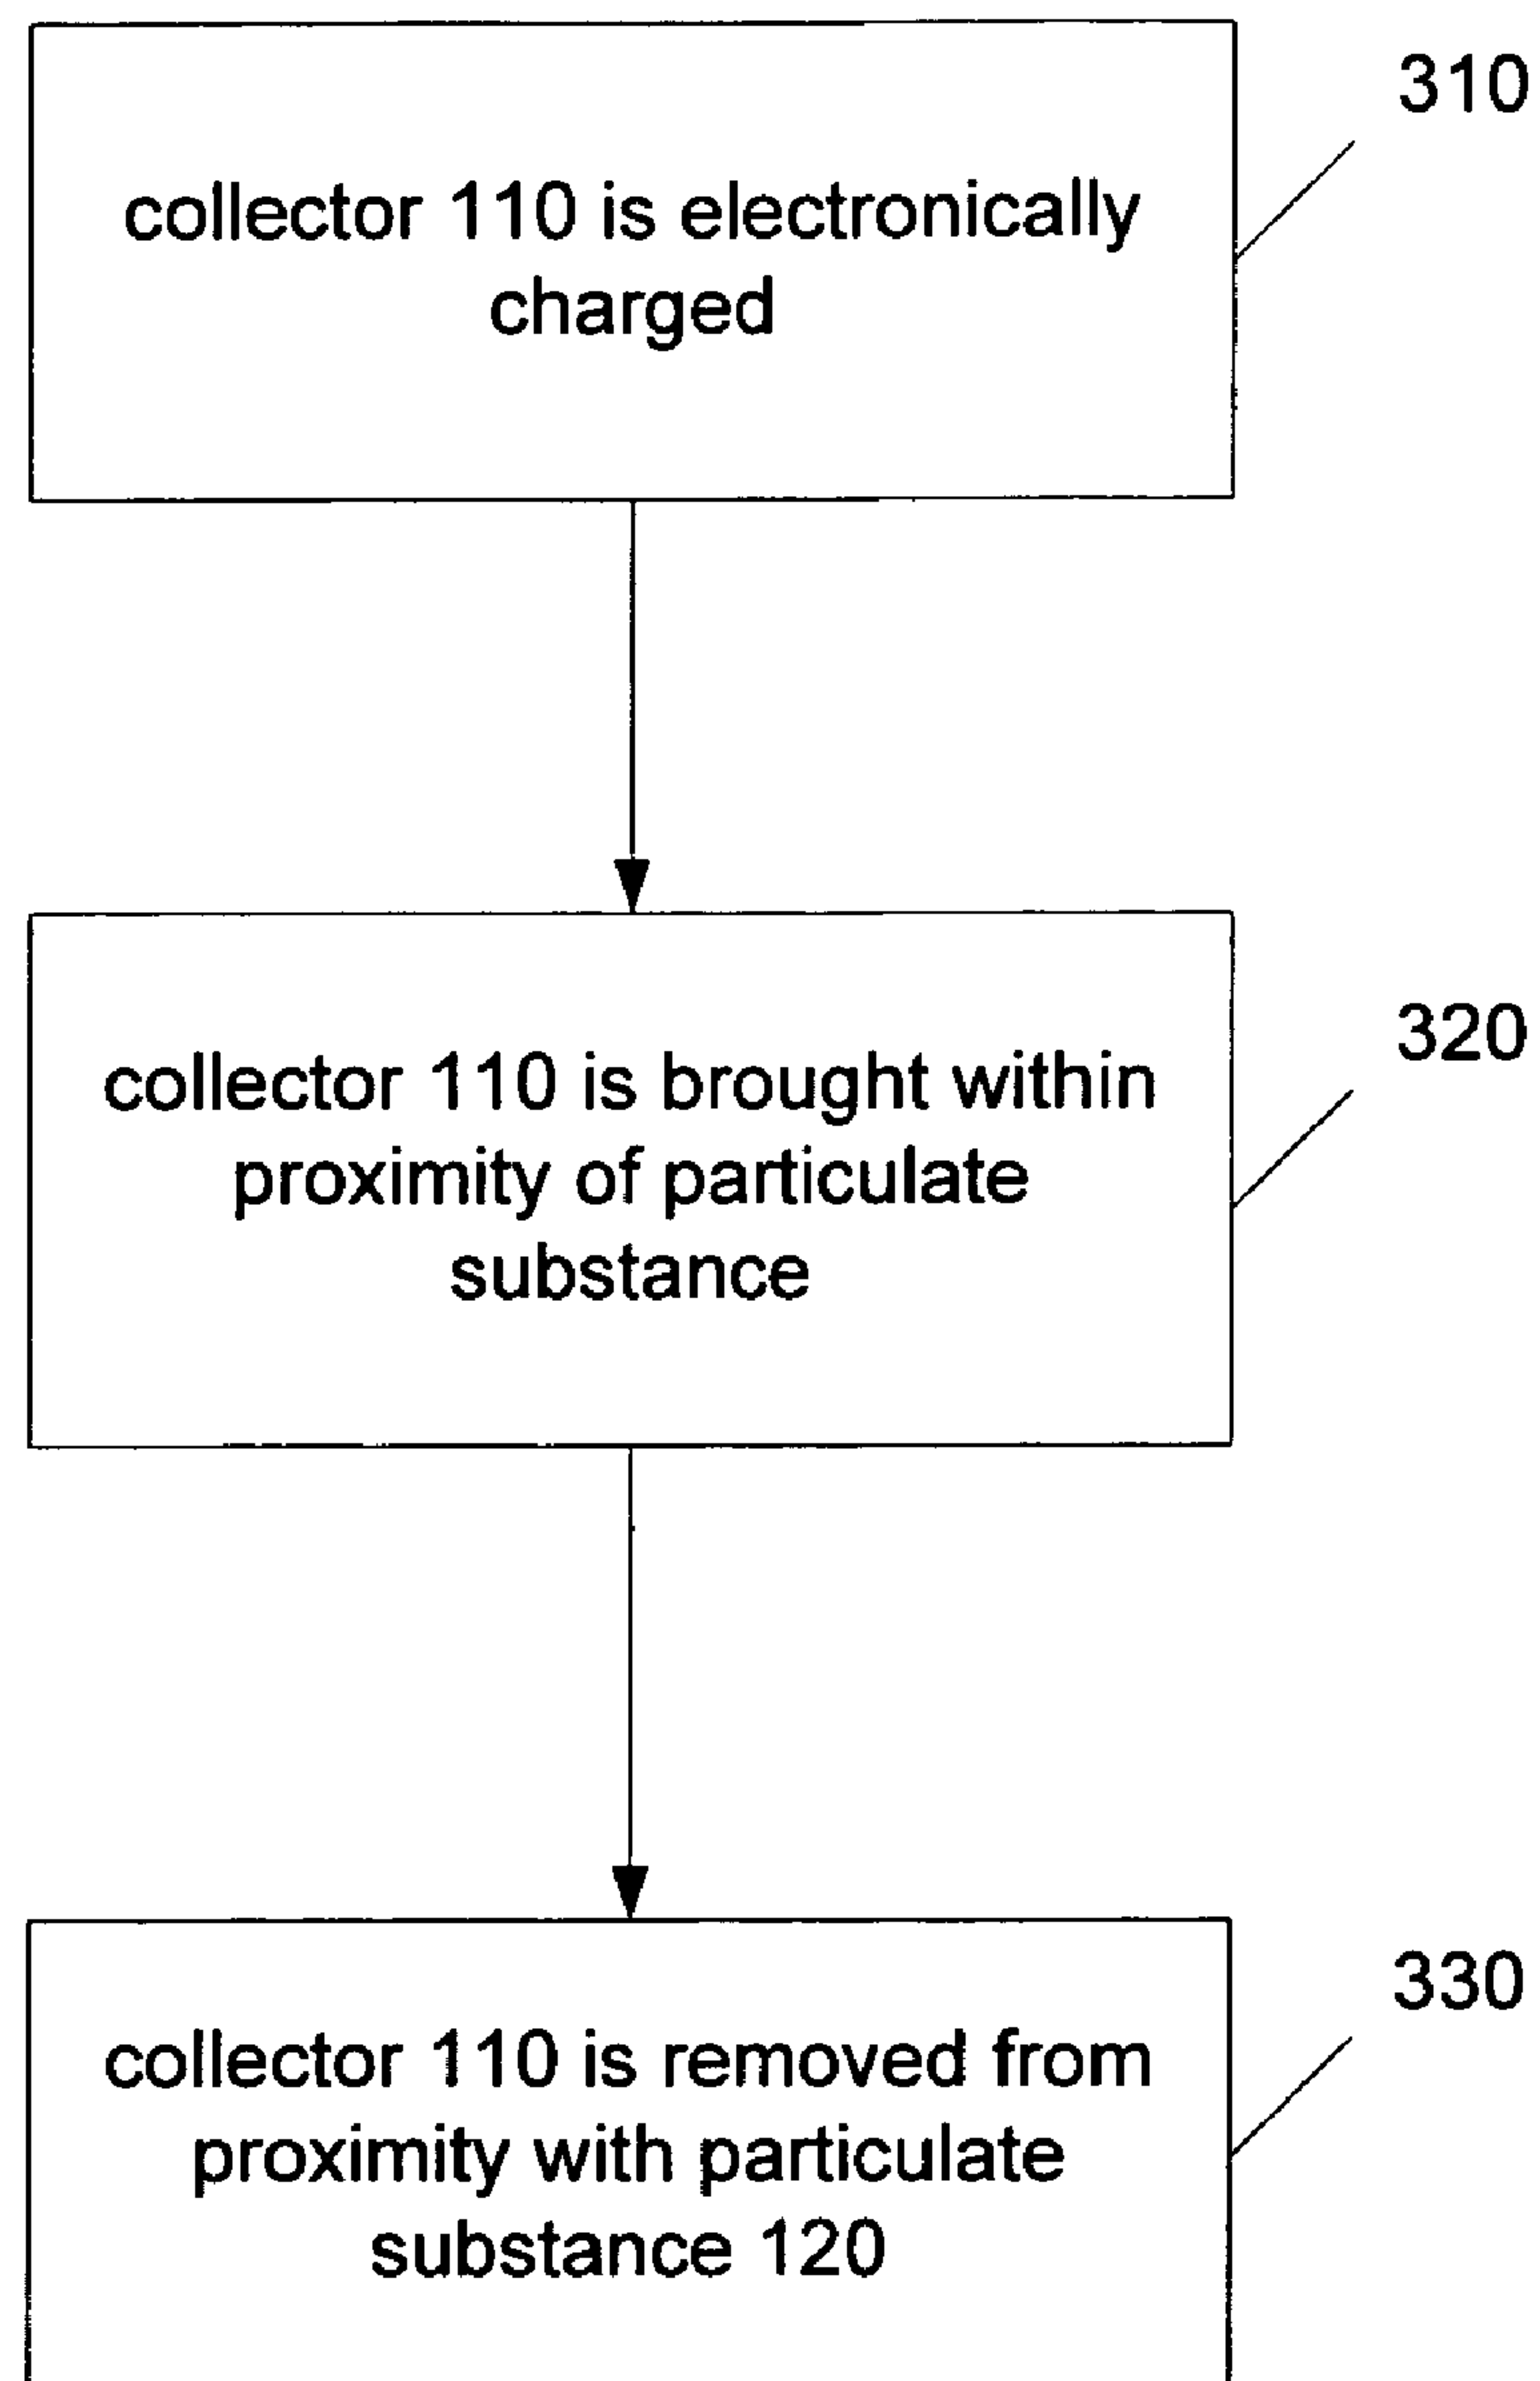 310
collector 110 is electronically
charged
320
collector 110 is brought within
proximity of particulate
substance
330
collector 110 is removed from
proximity with particulate
substance 120